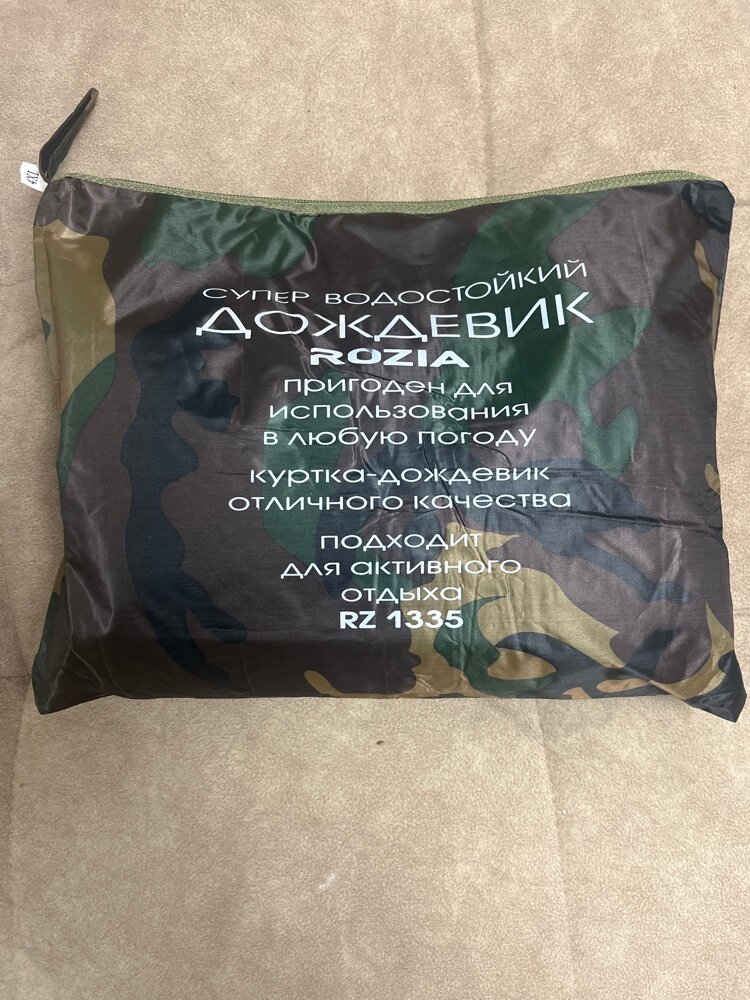 СУПЕР ВОДОСТОЙКИЙ
ДОЖДЕВИК
ROZIA
пригоден для
использования
в любую погоду
куртка-дождевик
отличного качества
подходит
для активного
отдыха
RZ 1335